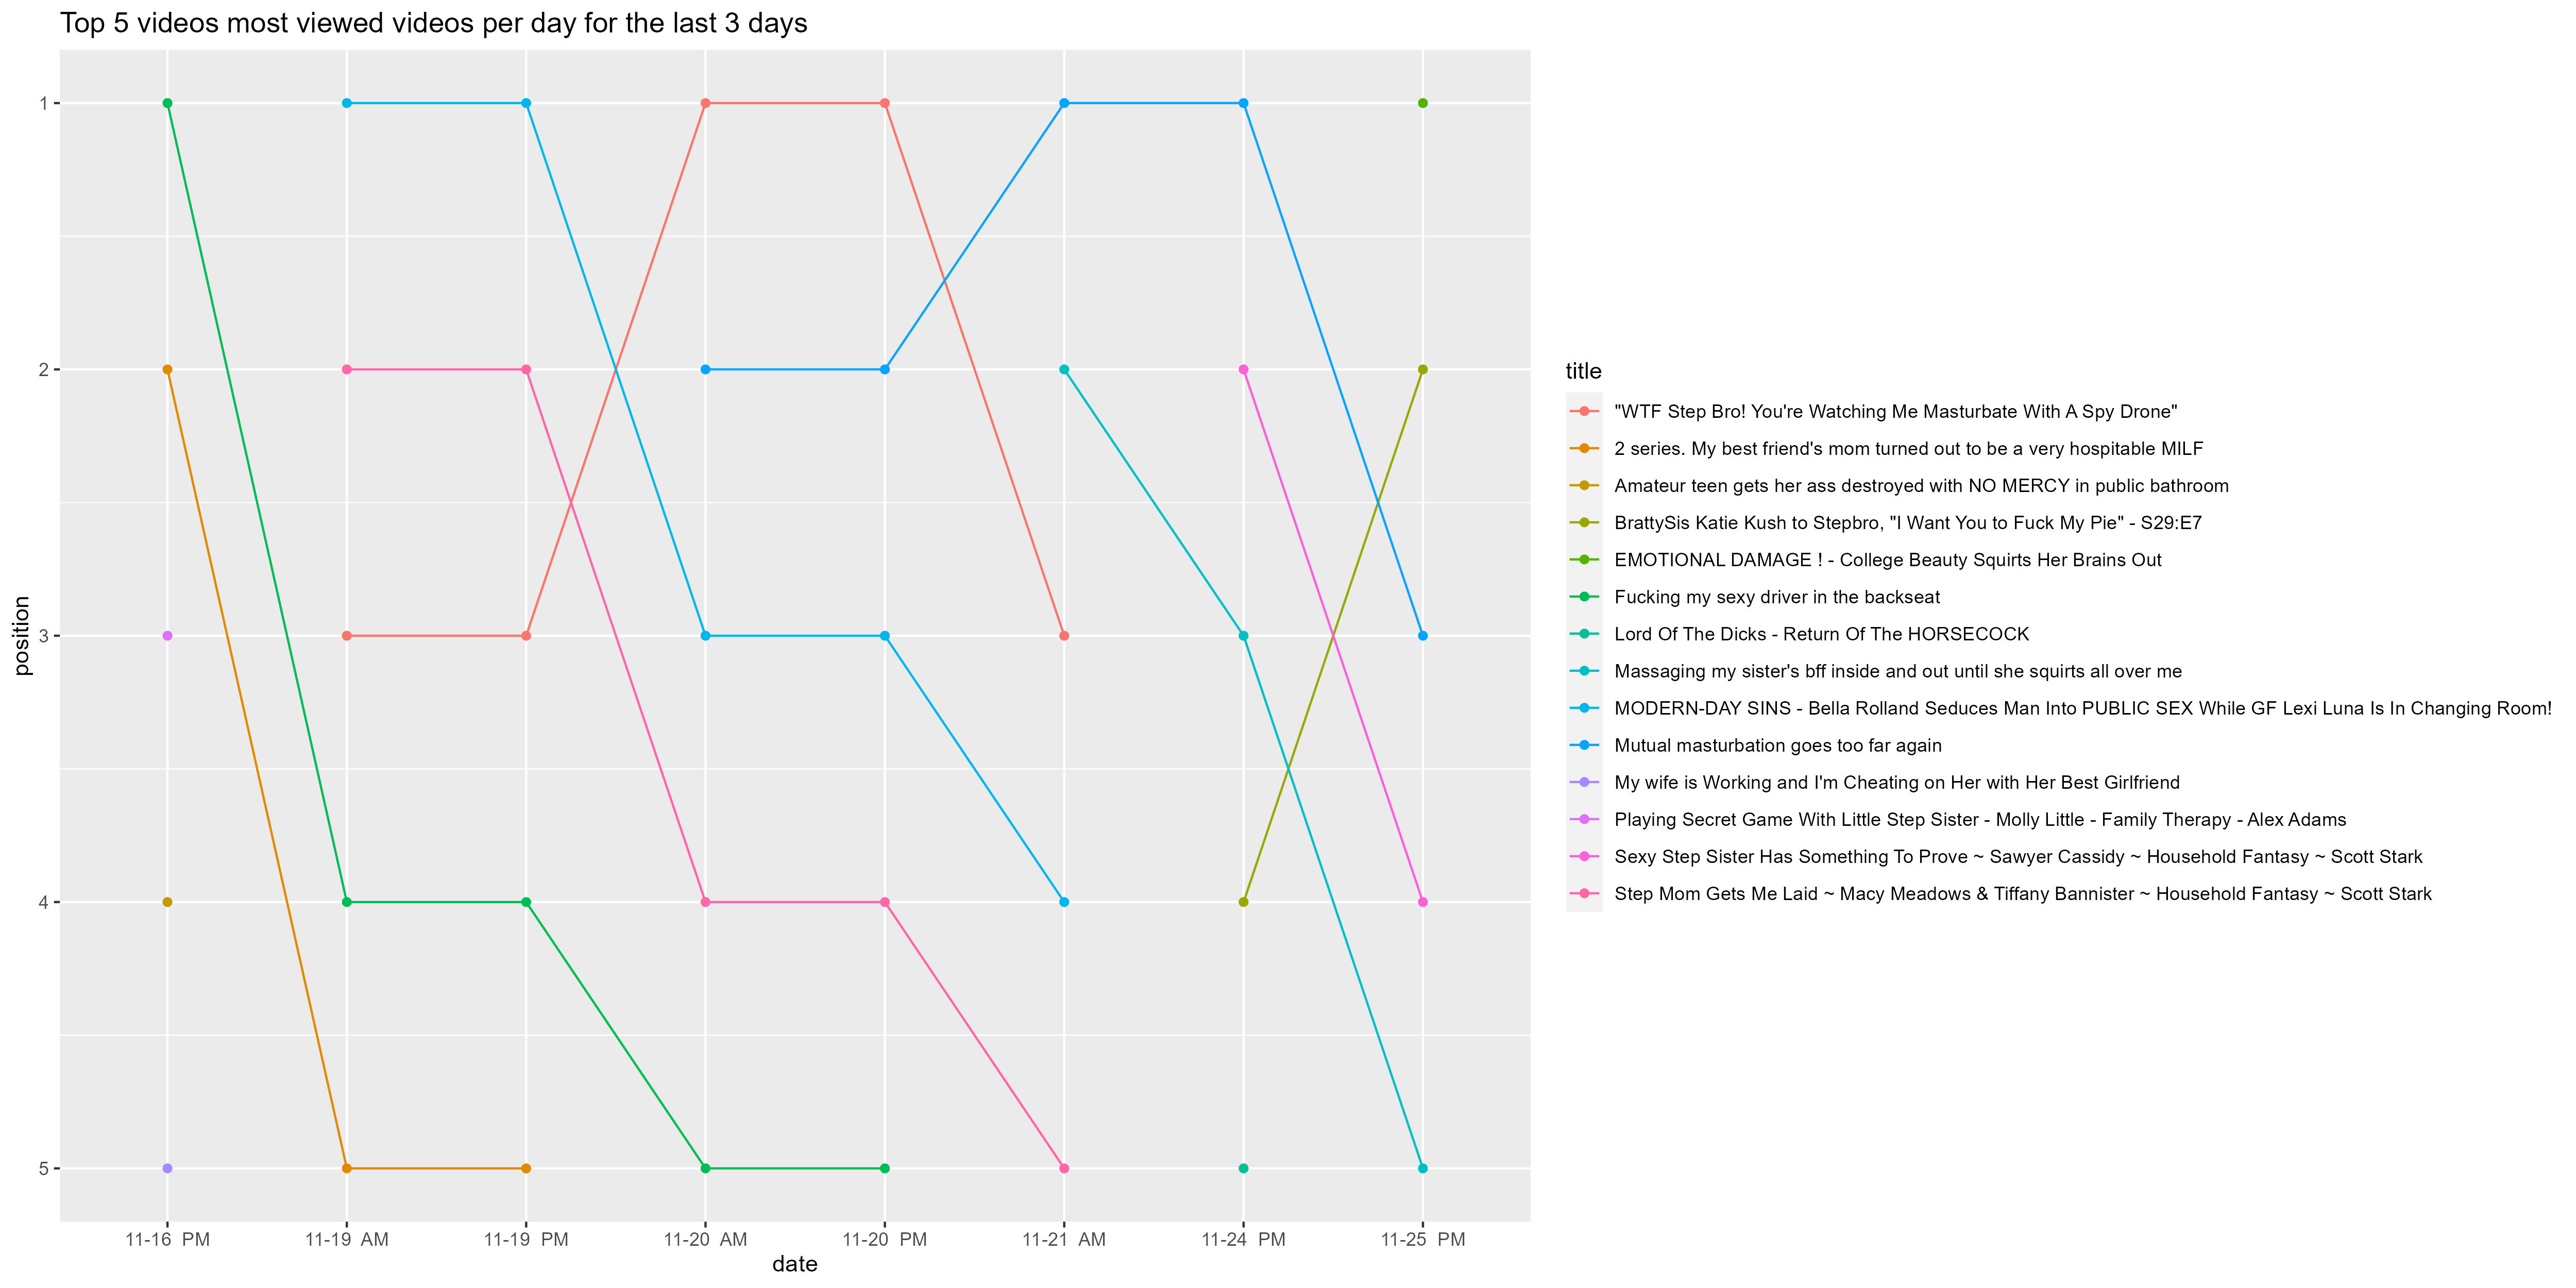 Top 5 videos most viewed videos per day for the last 3 days
1
2
3
4
5
position
11-16 PM
11-19 AM
11-19 PM
11-20 AM
11-20 PM
11-21 AM
11-24 PM
11-25 PM
date
title
"WTF Step Bro! You're Watching Me Masturbate With A Spy Drone"
2 series. My best friend's mom turned out to be a very hospitable MILF
Amateur teen gets her ass destroyed with NO MERCY in public bathroom
BrattySis Katie Kush to Stepbro, "I Want You to Fuck My Pie" - S29:E7
EMOTIONAL DAMAGE ! - College Beauty Squirts Her Brains Out
Fucking my sexy driver in the backseat
Lord Of The Dicks - Return Of The HORSECOCK
Massaging my sister's bff inside and out until she squirts all over me
MODERN-DAY SINS - Bella Rolland Seduces Man Into PUBLIC SEX While GF Lexi Luna Is In Changing Room!
Mutual masturbation goes too far again
My wife is Working and I'm Cheating on Her with Her Best Girlfriend
Playing Secret Game With Little Step Sister - Molly Little - Family Therapy - Alex Adams
Sexy Step Sister Has Something To Prove ~ Sawyer Cassidy ~ Household Fantasy ~ Scott Stark
Step Mom Gets Me Laid ~ Macy Meadows & Tiffany Bannister ~ Household Fantasy ~ Scott Stark